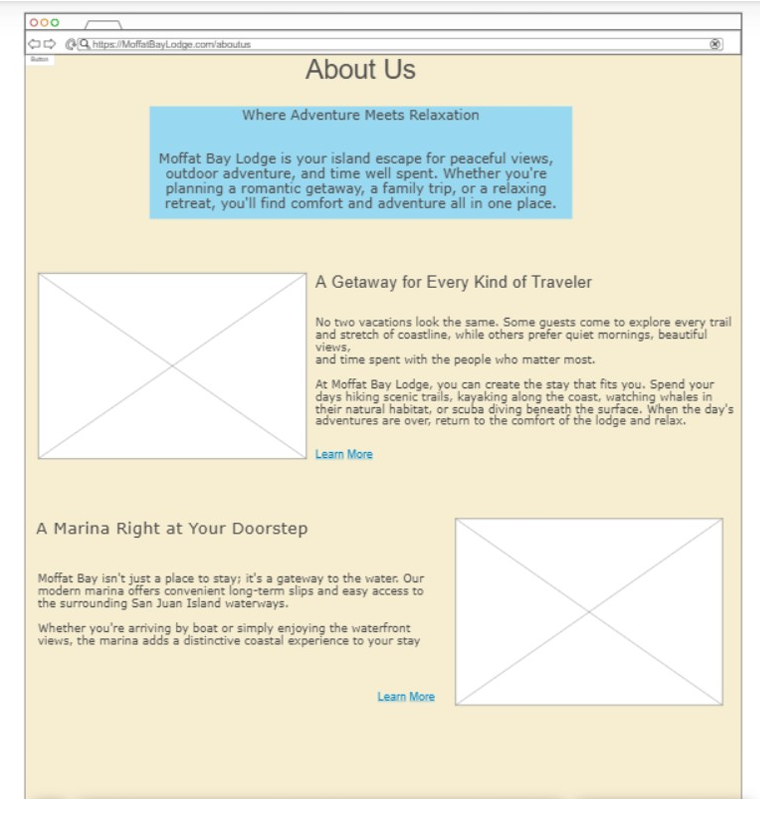 https://MoffatBayLodge.com/aboutus
Button
About Us
Where Adventure Meets Relaxation
Moffat Bay Lodge is your island escape for peaceful views,
outdoor adventure, and time well spent. Whether you're
planning a romantic getaway, a family trip, or a relaxing
retreat, you'll find comfort and adventure all in one place.
A Getaway for Every Kind of Traveler
No two vacations look the same. Some guests come to explore every trail
and stretch of coastline, while others prefer quiet mornings, beautiful
views,
and time spent with the people who matter most.
At Moffat Bay Lodge, you can create the stay that fits you. Spend your
days hiking scenic trails, kayaking along the coast, watching whales in
their natural habitat, or scuba diving beneath the surface. When the day's
adventures are over, return to the comfort of the lodge and relax.
Learn More
A Marina Right at Your Doorstep
Moffat Bay isn't just a place to stay; it's a gateway to the water. Our
modern marina offers convenient long-term slips and easy access to
the surrounding San Juan Island waterways.
Whether you're arriving by boat or simply enjoying the waterfront
views, the marina adds a distinctive coastal experience to your stay
Learn More